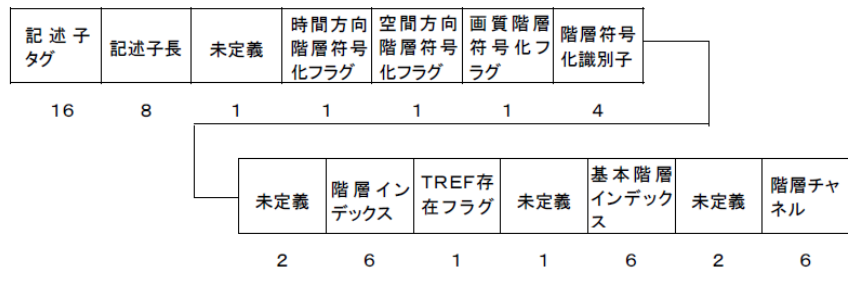 記述子
タグ
記述子長
未定義
時間方向
階層符号
化フラグ
空間方向
階層符号
化フラグ
画質階層
符号化フ
ラグ
階層符号
化識別子
16
8
1
1
1
1
4
未定義
階層イン
デックス
TREF存
在フラグ
未定義
基本階層
インデック
ス
未定義
階層チャ
ネル
2
6
1
1
6
2
6